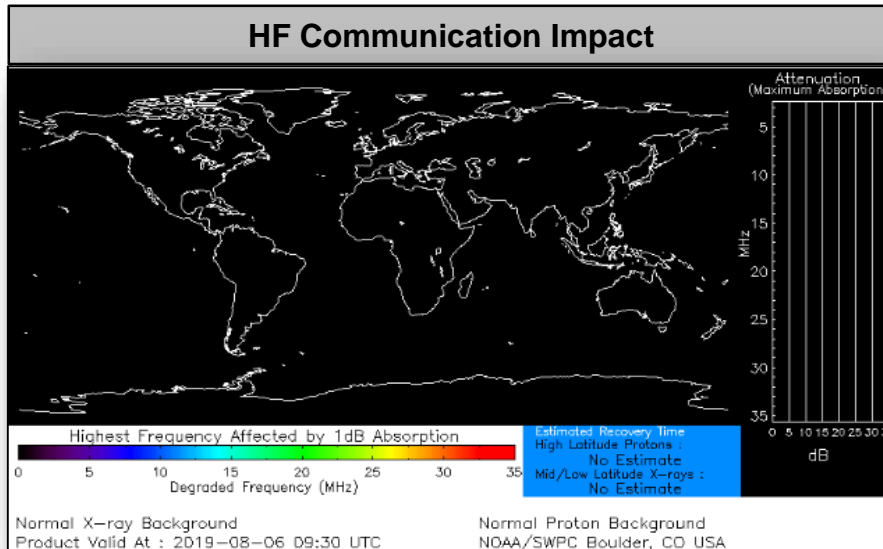 HF Communication Impact
Attenuation
(Maximum Absorption
5
10
15
20
25
30
35
MHz
0 5 10 15 20 25 30
dB
Highest Frequency Affected by 1dB Absorption
0 5 10 15 20 25 30 35
Degraded Frequency (MHz)
Estimated Recovery Time
High Latitude Protons :
No Estimate
Mid/Low Latitude X-rays :
No Estimate
Normal X-ray Background
Product Valid At : 2019-08-06 09:30 UTC
Normal Proton Background
NOAA/SWPC Boulder, CO USA